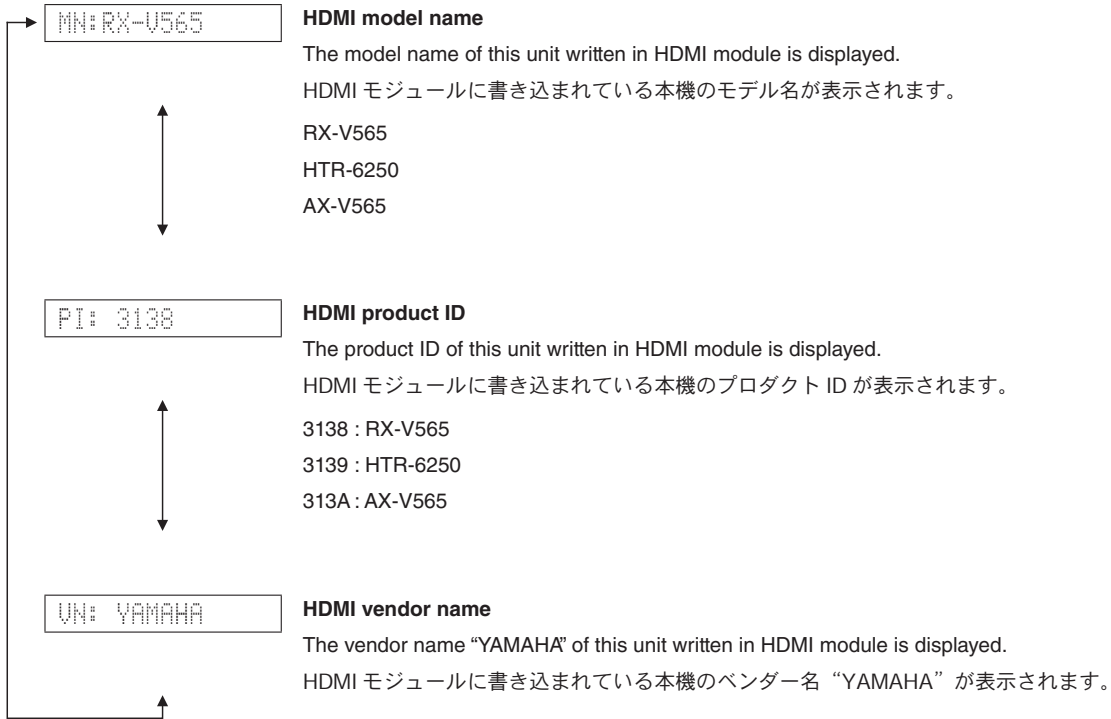 MN:RX-V565
HDMI model name
The model name of this unit written in HDMI module is displayed.
HDMI モジュールに書き込まれている本機のモデル名が表示されます。
RX-V565
HTR-6250
AX-V565
PI: 3138
HDMI product ID
The product ID of this unit written in HDMI module is displayed.
HDMI モジュールに書き込まれている本機のプロダクト ID が表示されます。
3138 : RX-V565
3139 : HTR-6250
313A : AX-V565
VN: YAMAHA
HDMI vendor name
The vendor name “YAMAHA” of this unit written in HDMI module is displayed.
HDMI モジュールに書き込まれている本機のベンダー名 “YAMAHA” が表示されます。